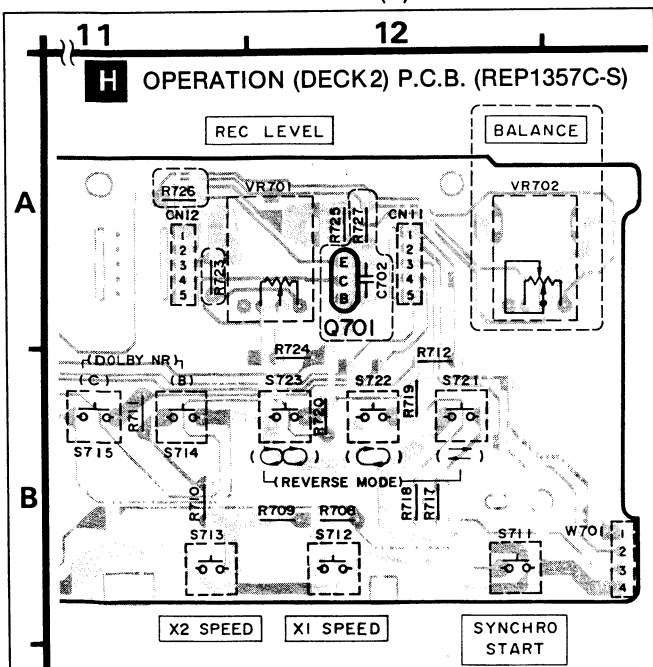 11 12
H OPERATION (DECK2) P.C.B. (REP1357C-S)
REC LEVEL BALANCE
A
R726 VR701 VR702
CN12 R725 R727 CN11
1 2 3 4 5
R723
E C B
C702
1 2 3 4 5
Q701
R724 R712
(DOLBY NR)
(C) (B) S723 S722 S721
R711 R720 R719
S715 S714
(REVERSE MODE)
R710 R709 R708 R718 R717
S713 S712 S711 W701
1 2 3 4
B
X2 SPEED X1 SPEED SYNCHRO
START